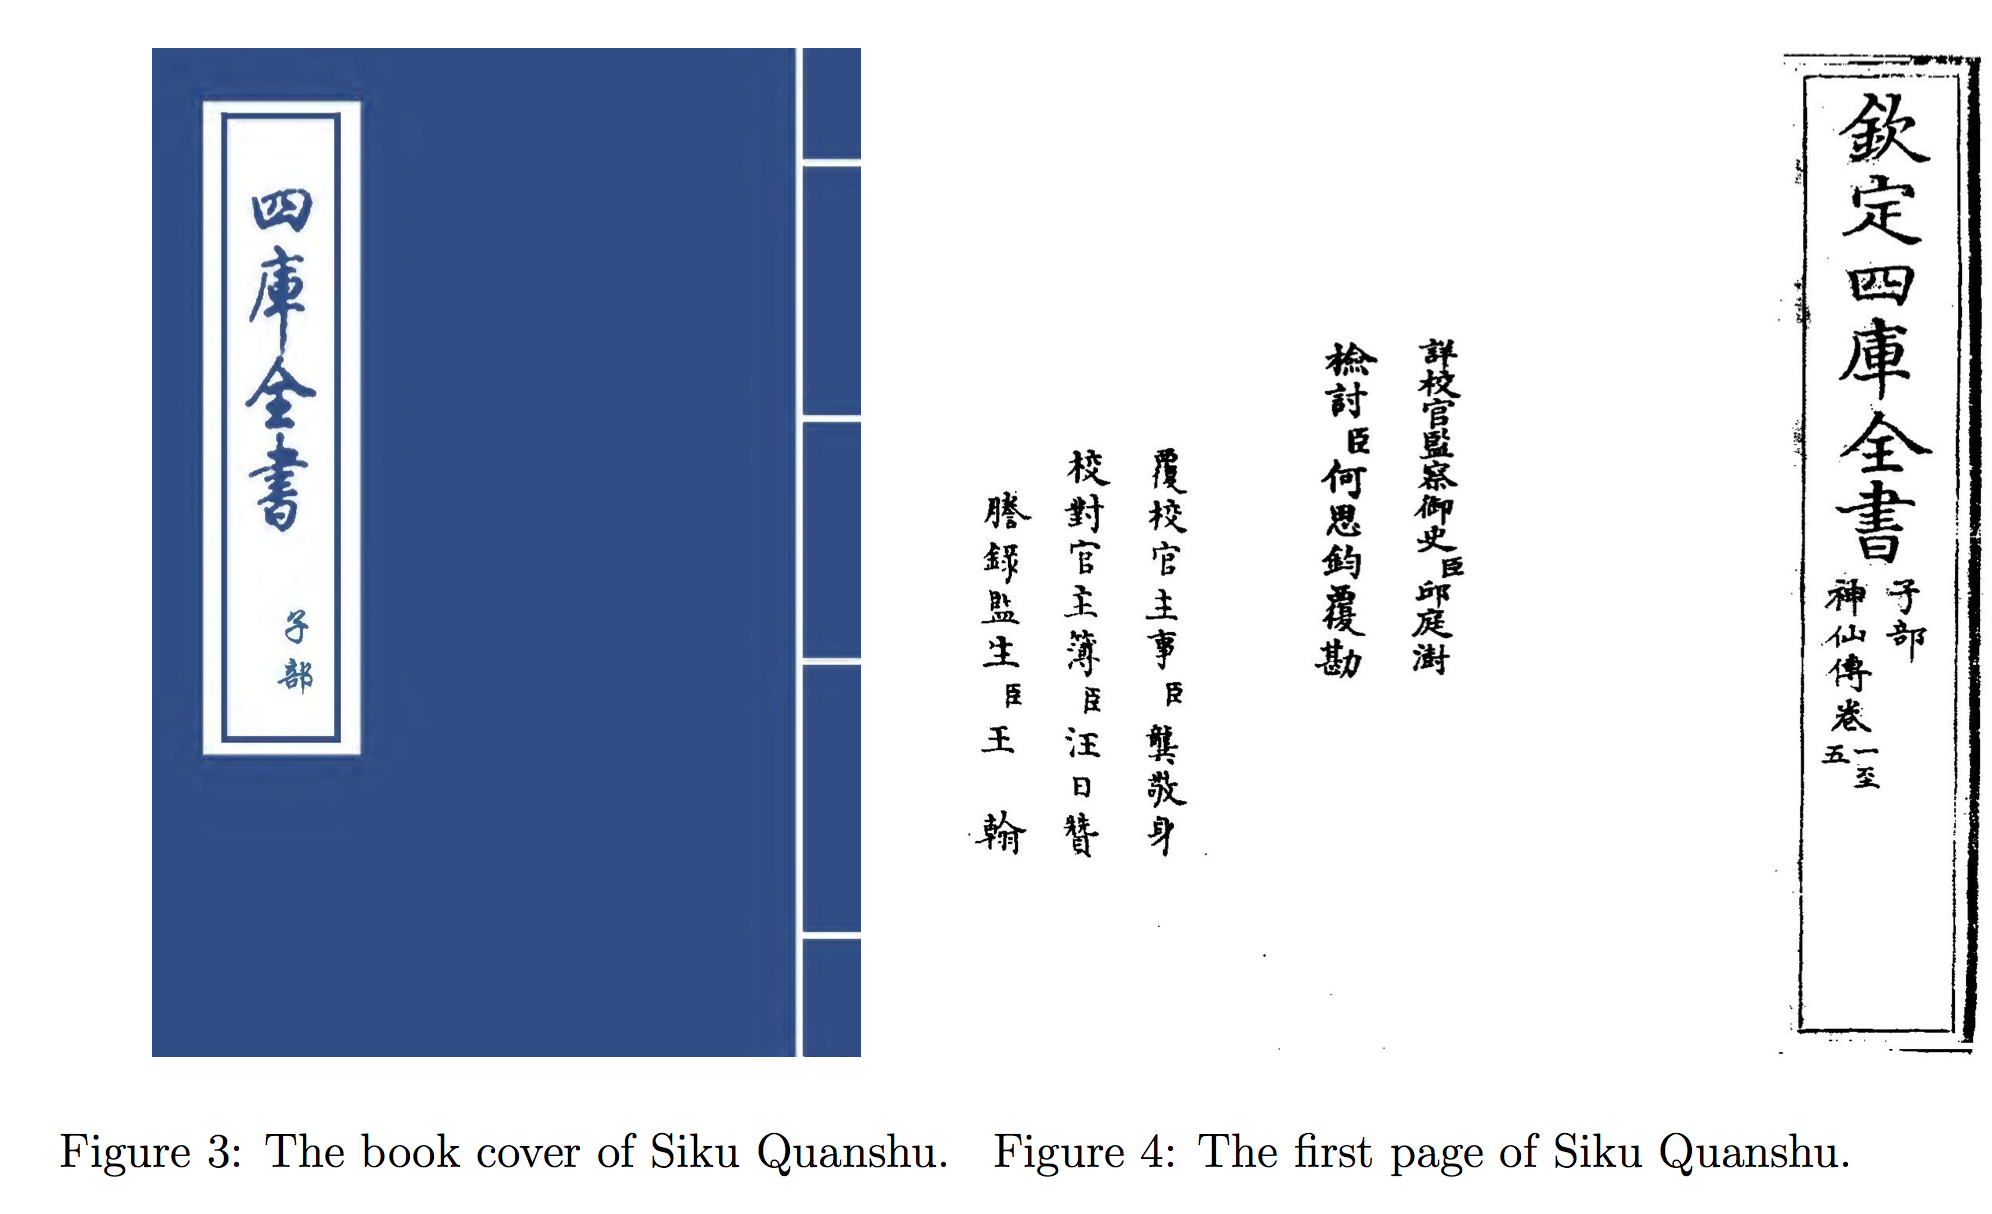 四庫全書
子部
欽定四庫全書
子部
神仙傳卷
一至
五
詳校官監察御史臣邱庭澍
檢討臣何思鈞覆勘
覆校官主事臣龔敬身
校對官主簿臣汪日贊
謄錄監生臣王翰
Figure 3: The book cover of Siku Quanshu.
Figure 4: The first page of Siku Quanshu.